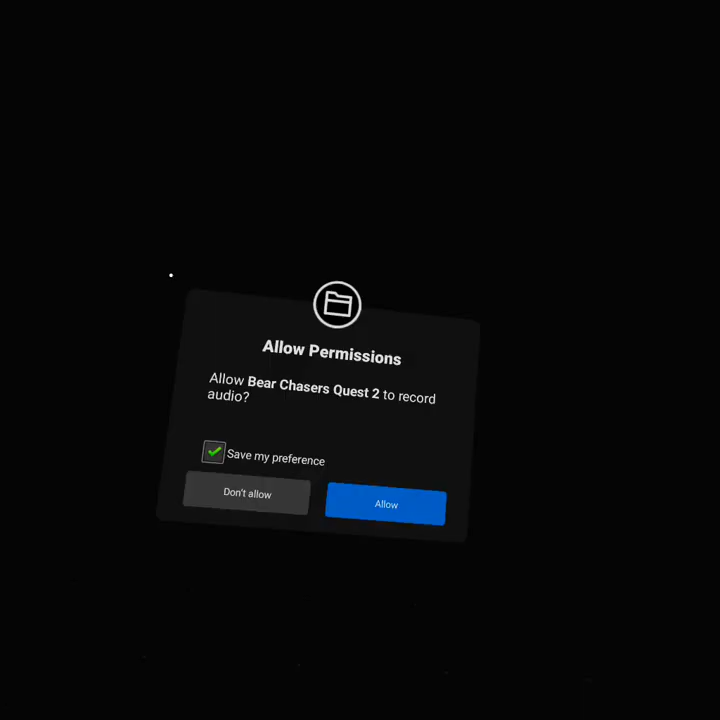 Allow Permissions
Allow Bear Chasers Quest 2 to record
audio?
Save my preference
Don't allow
Allow